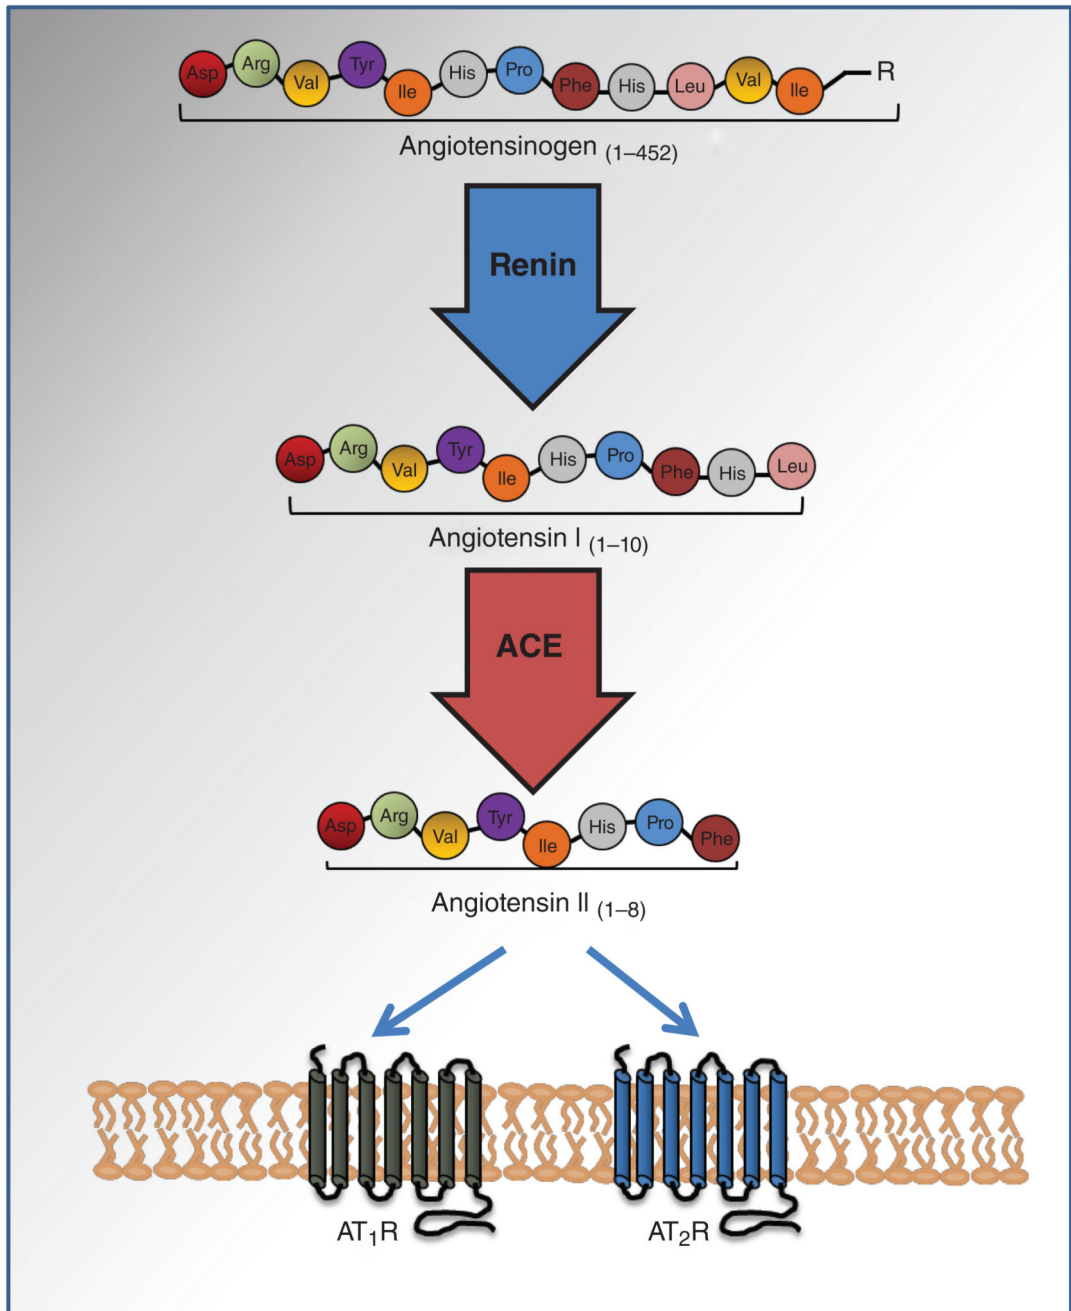 Asp Arg Val Tyr Ile His Pro Phe His Leu Val Ile R
Angiotensinogen (1–452)
Renin
Asp Arg Val Tyr Ile His Pro Phe His Leu
Angiotensin I (1–10)
ACE
Asp Arg Val Tyr Ile His Pro Phe
Angiotensin II (1–8)
AT1R AT2R